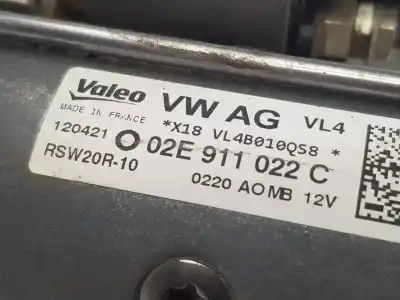 Valeo VW AG VL4
MADE IN FRANCE *X18 VL4B010QS8 *
120421 O 02E 911 022 C
RSW20R-10 0220 AOMB 12V